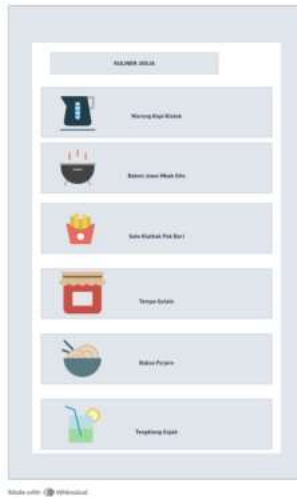 KULINER JOGJA
Warung Kopi Klotok
Bakmi Jawa Mbah Gito
Sate Klathak Pak Bari
Tempo Gelato
Bakso Pinjare
Tengkleng Gajah
Made with Whimsical